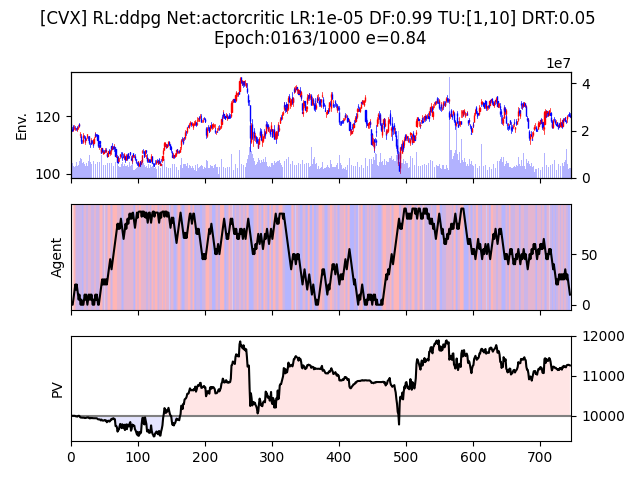 [CVX] RL:ddpg Net:actorcritic LR:1e-05 DF:0.99 TU:[1,10] DRT:0.05
Epoch:0163/1000 e=0.84
1e7
Env.
120
100
4
2
0
Agent
50
0
PV
12000
11000
10000
0 100 200 300 400 500 600 700